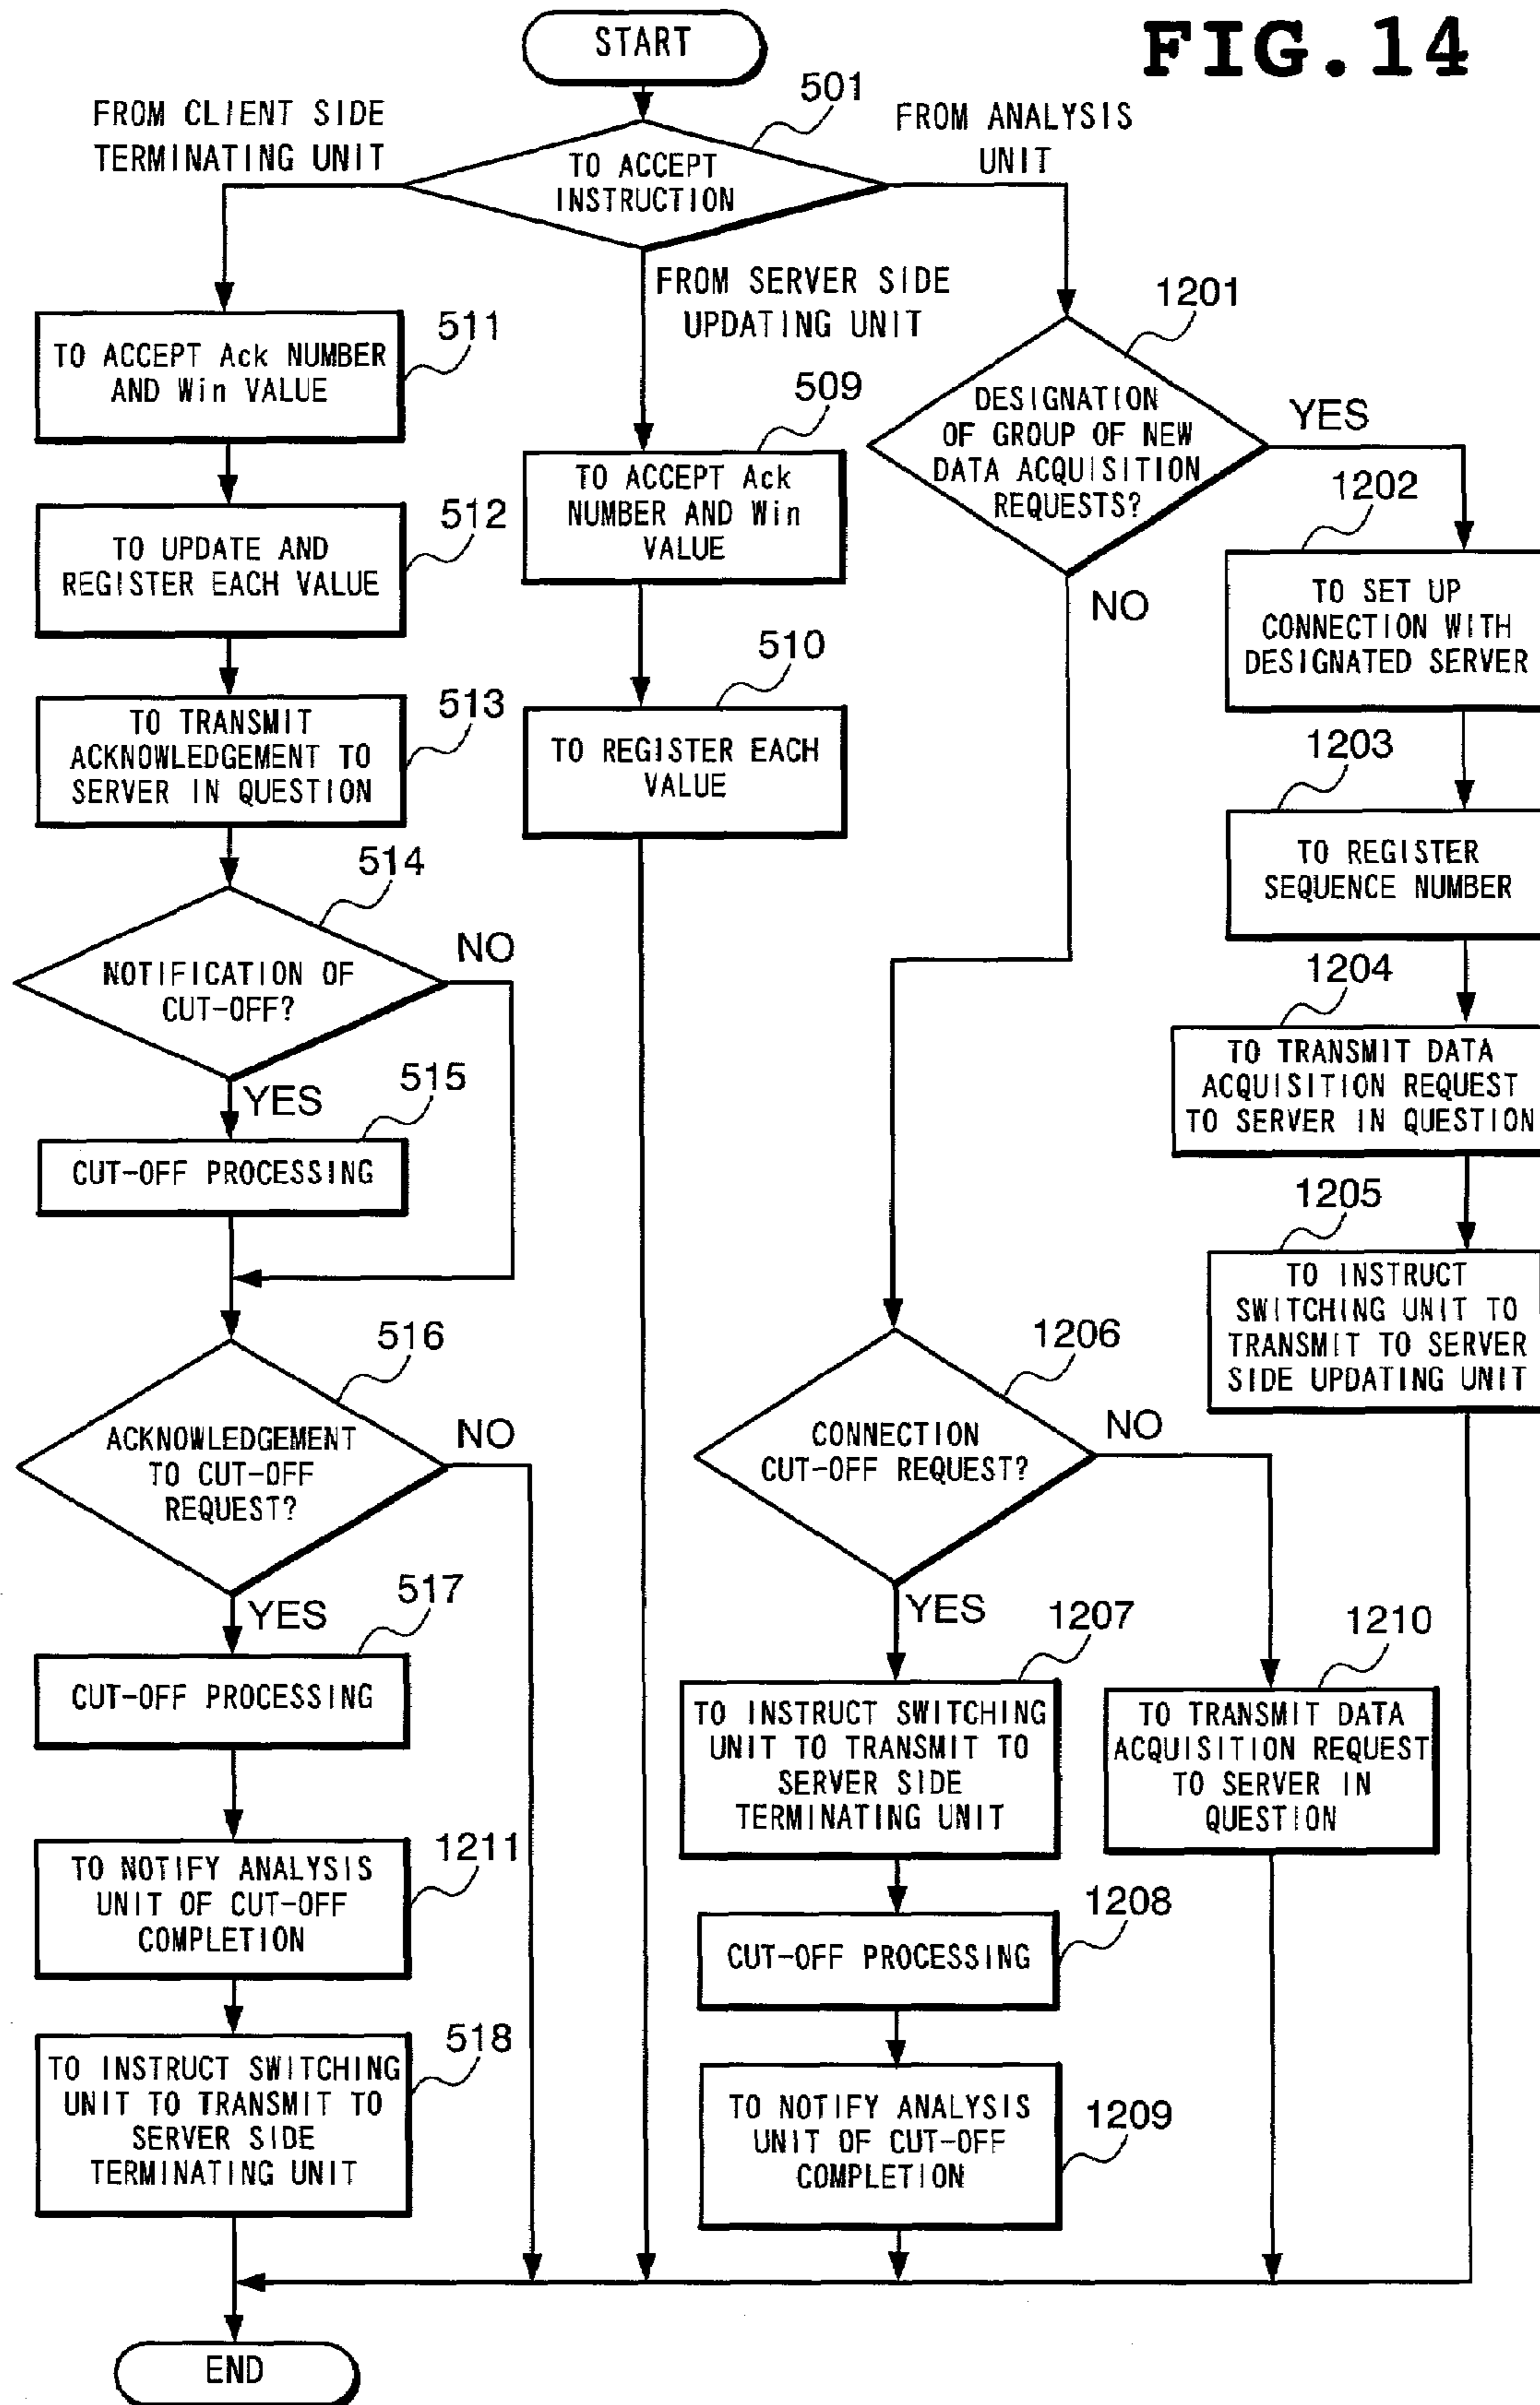 FIG.14
START
501
FROM CLIENT SIDE
TERMINATING UNIT
TO ACCEPT
INSTRUCTION
FROM ANALYSIS
UNIT
FROM SERVER SIDE
UPDATING UNIT
511
TO ACCEPT Ack NUMBER
AND Win VALUE
512
TO UPDATE AND
REGISTER EACH VALUE
513
TO TRANSMIT
ACKNOWLEDGEMENT TO
SERVER IN QUESTION
514
NOTIFICATION OF
CUT-OFF?
NO
YES
515
CUT-OFF PROCESSING
516
ACKNOWLEDGEMENT
TO CUT-OFF
REQUEST?
NO
YES
517
CUT-OFF PROCESSING
1211
TO NOTIFY ANALYSIS
UNIT OF CUT-OFF
COMPLETION
518
TO INSTRUCT SWITCHING
UNIT TO TRANSMIT TO
SERVER SIDE
TERMINATING UNIT
END
509
TO ACCEPT Ack
NUMBER AND Win
VALUE
510
TO REGISTER EACH
VALUE
1201
DESIGNATION
OF GROUP OF NEW
DATA ACQUISITION
REQUESTS?
YES
NO
1202
TO SET UP
CONNECTION WITH
DESIGNATED SERVER
1203
TO REGISTER
SEQUENCE NUMBER
1204
TO TRANSMIT DATA
ACQUISITION REQUEST
TO SERVER IN QUESTION
1205
TO INSTRUCT
SWITCHING UNIT TO
TRANSMIT TO SERVER
SIDE UPDATING UNIT
1206
CONNECTION
CUT-OFF REQUEST?
NO
YES
1207
TO INSTRUCT SWITCHING
UNIT TO TRANSMIT TO
SERVER SIDE
TERMINATING UNIT
1208
CUT-OFF PROCESSING
1209
TO NOTIFY ANALYSIS
UNIT OF CUT-OFF
COMPLETION
1210
TO TRANSMIT DATA
ACQUISITION REQUEST
TO SERVER IN
QUESTION